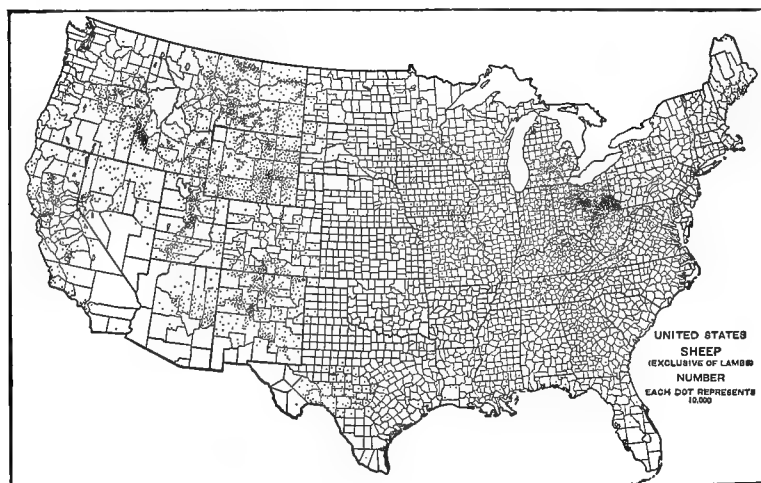 UNITED STATES
SHEEP
(EXCLUSIVE OF LAMBS)
NUMBER
EACH DOT REPRESENTS
10,000